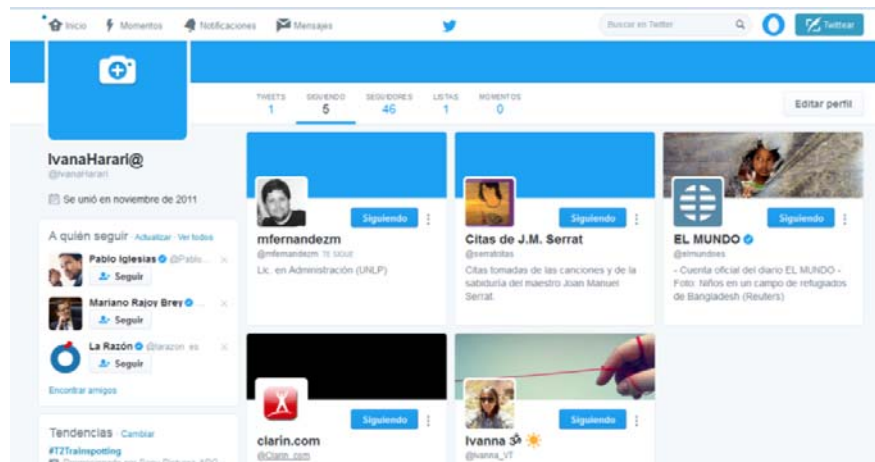 Inicio Momentos Notificaciones Mensajes
Buscar en Twitter
Twittear
TWEETS SIGUIENDO SEGUIDORES LISTAS MOMENTOS
1 5 46 1 0
Editar perfil
IvanaHarari@
@IvanaHarari
Se unió en noviembre de 2011
A quién seguir · Actualizar · Ver todos
Pablo Iglesias @Pablo...
Seguir
Mariano Rajoy Brey
Seguir
La Razón @larazon_es
Seguir
Encontrar amigos
Tendencias · Cambiar
#T2Trainspotting
Siguiendo
mfernandezm
@mfernandezm TE SIGUE
Lic. en Administración (UNLP)
Siguiendo
Citas de J.M. Serrat
@serratcitas
Citas tomadas de las canciones y de la
sabiduría del maestro Joan Manuel
Serrat.
Siguiendo
EL MUNDO
@elmundoes
- Cuenta oficial del diario EL MUNDO -
Foto: Niños en un campo de refugiados
de Bangladesh (Reuters)
Siguiendo
clarin.com
@Clarin_com
Siguiendo
Ivanna ॐ
@ivanna_VT